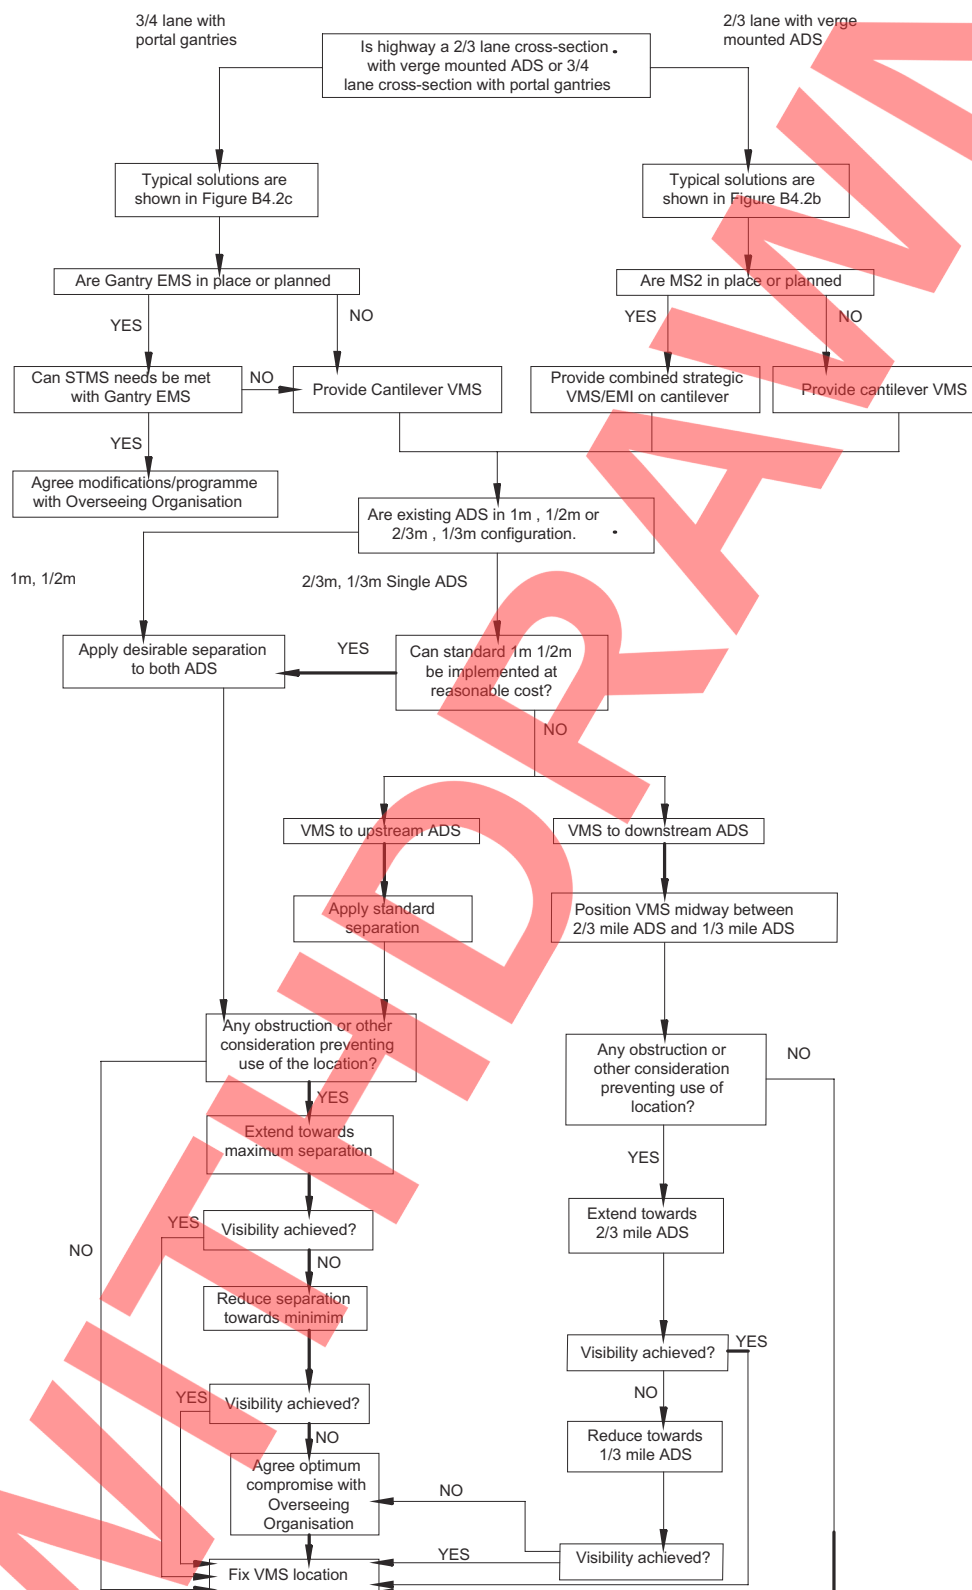 3/4 lane with
portal gantries
2/3 lane with verge
mounted ADS
Is highway a 2/3 lane cross-section
with verge mounted ADS or 3/4
lane cross-section with portal gantries
Typical solutions are
shown in Figure B4.2c
Typical solutions are
shown in Figure B4.2b
Are Gantry EMS in place or planned
Are MS2 in place or planned
YES
NO
YES
NO
Can STMS needs be met
with Gantry EMS
NO
Provide Cantilever VMS
Provide combined strategic
VMS/EMI on cantilever
Provide cantilever VMS
YES
Agree modifications/programme
with Overseeing Organisation
Are existing ADS in 1m , 1/2m or
2/3m , 1/3m configuration.
1m, 1/2m
2/3m, 1/3m Single ADS
Apply desirable separation
to both ADS
YES
Can standard 1m 1/2m
be implemented at
reasonable cost?
NO
VMS to upstream ADS
VMS to downstream ADS
Apply standard
separation
Position VMS midway between
2/3 mile ADS and 1/3 mile ADS
Any obstruction or other
consideration preventing
use of the location?
Any obstruction or
other consideration
preventing use of
location?
NO
YES
Extend towards
maximum separation
YES
Extend towards
2/3 mile ADS
YES
Visibility achieved?
NO
NO
Reduce separation
towards minimim
Visibility achieved?
YES
NO
YES
Visibility achieved?
NO
Reduce towards
1/3 mile ADS
Agree optimum
compromise with
Overseeing
Organisation
NO
YES
Visibility achieved?
Fix VMS location
WITHDRAWN